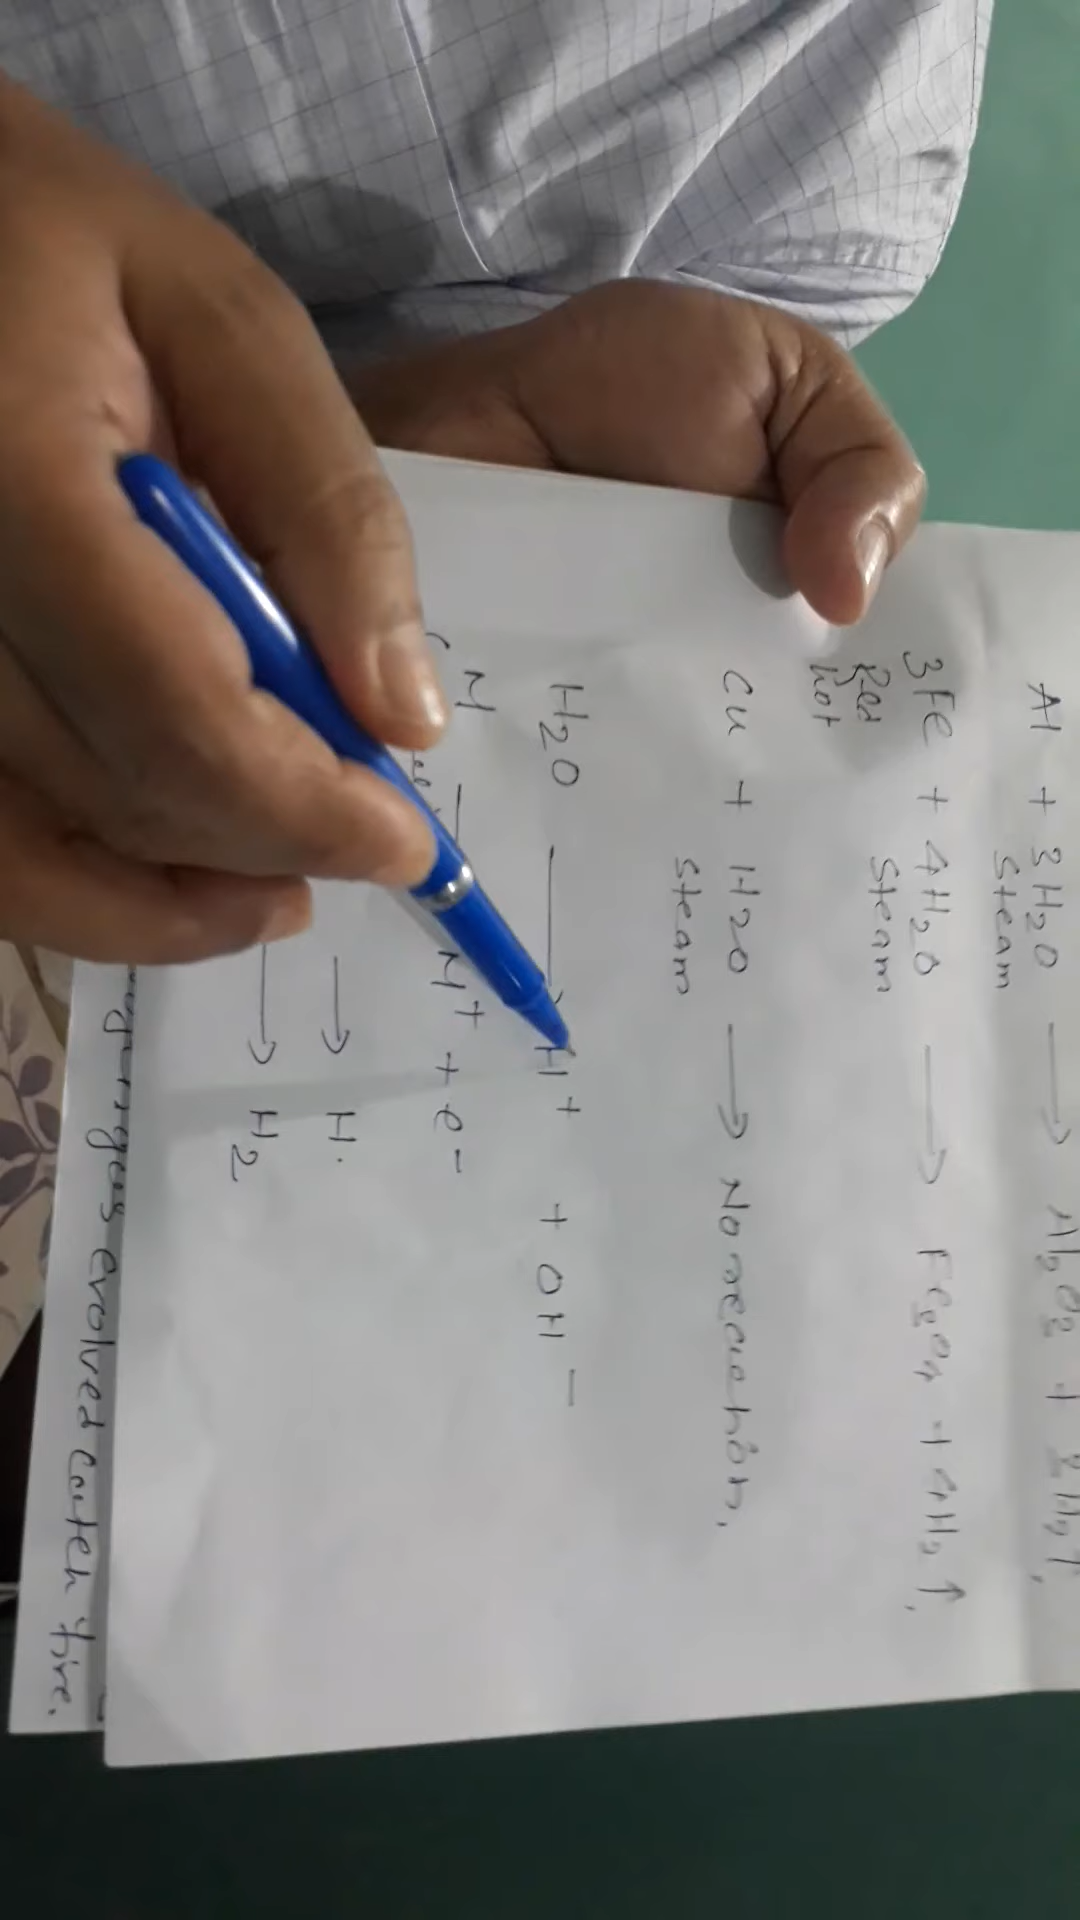 Al + 3H2O ⟶ Al2O3 + 3H2↑,
Steam
3Fe + 4H2O ⟶ Fe3O4 + 4H2↑,
Red Steam
hot
Cu + H2O ⟶ No reaction,
Steam
H2O ⟶ H+ + OH−
M ⟶ M+ + e−
⟶ H.
⟶ H2
evolved catch fire.